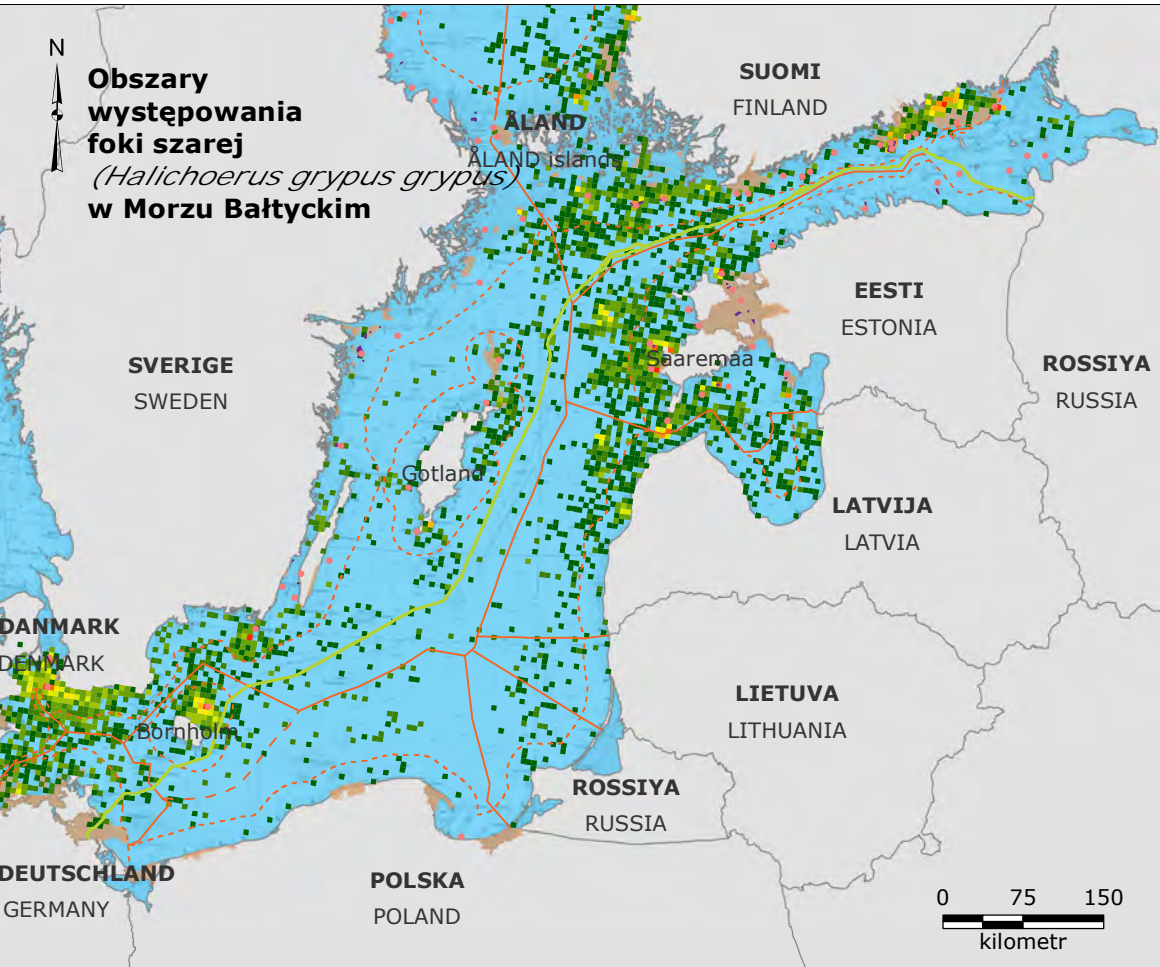 N
Obszary
występowania
foki szarej
(Halichoerus grypus grypus)
w Morzu Bałtyckim
SUOMI
FINLAND
ÅLAND
ÅLAND islands
EESTI
ESTONIA
Saaremaa
SVERIGE
SWEDEN
ROSSIYA
RUSSIA
Gotland
LATVIJA
LATVIA
DANMARK
DENMARK
LIETUVA
LITHUANIA
Bornholm
ROSSIYA
RUSSIA
DEUTSCHLAND
GERMANY
POLSKA
POLAND
0 75 150
kilometr